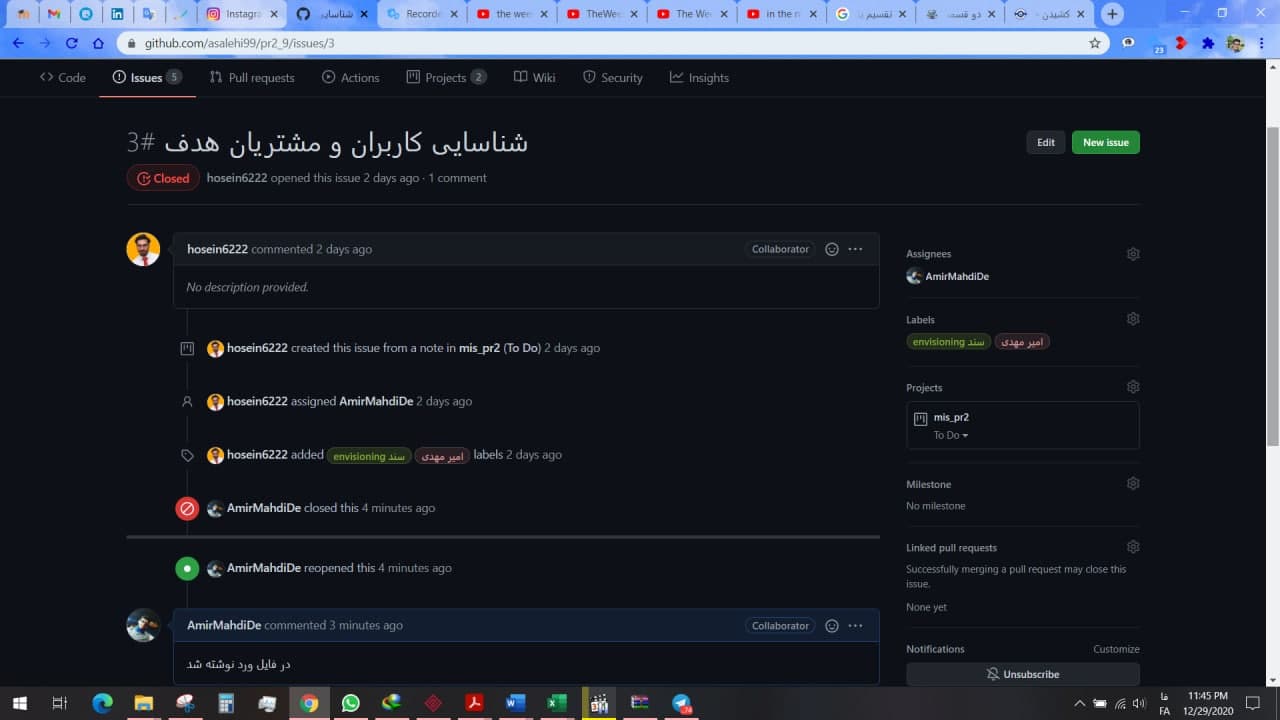 Instagra
شناسایی
Recorde
the wee
TheWee
The Wee
in the ra
تقسیم با
دو قسمت
کشیدن -
github.com/asalehi99/pr2_9/issues/3
23
Code
Issues 5
Pull requests
Actions
Projects 2
Wiki
Security
Insights
شناسایی کاربران و مشتریان هدف #3
Edit
New issue
Closed
hosein6222 opened this issue 2 days ago · 1 comment
hosein6222 commented 2 days ago
Collaborator
No description provided.
hosein6222 created this issue from a note in mis_pr2 (To Do) 2 days ago
hosein6222 assigned AmirMahdiDe 2 days ago
hosein6222 added سند envisioning امیر مهدی labels 2 days ago
AmirMahdiDe closed this 4 minutes ago
AmirMahdiDe reopened this 4 minutes ago
AmirMahdiDe commented 3 minutes ago
Collaborator
در فایل ورد نوشته شد
Assignees
AmirMahdiDe
Labels
سند envisioning امیر مهدی
Projects
mis_pr2
To Do
Milestone
No milestone
Linked pull requests
Successfully merging a pull request may close this
issue.
None yet
Notifications
Customize
Unsubscribe
فا
FA
11:45 PM
12/29/2020